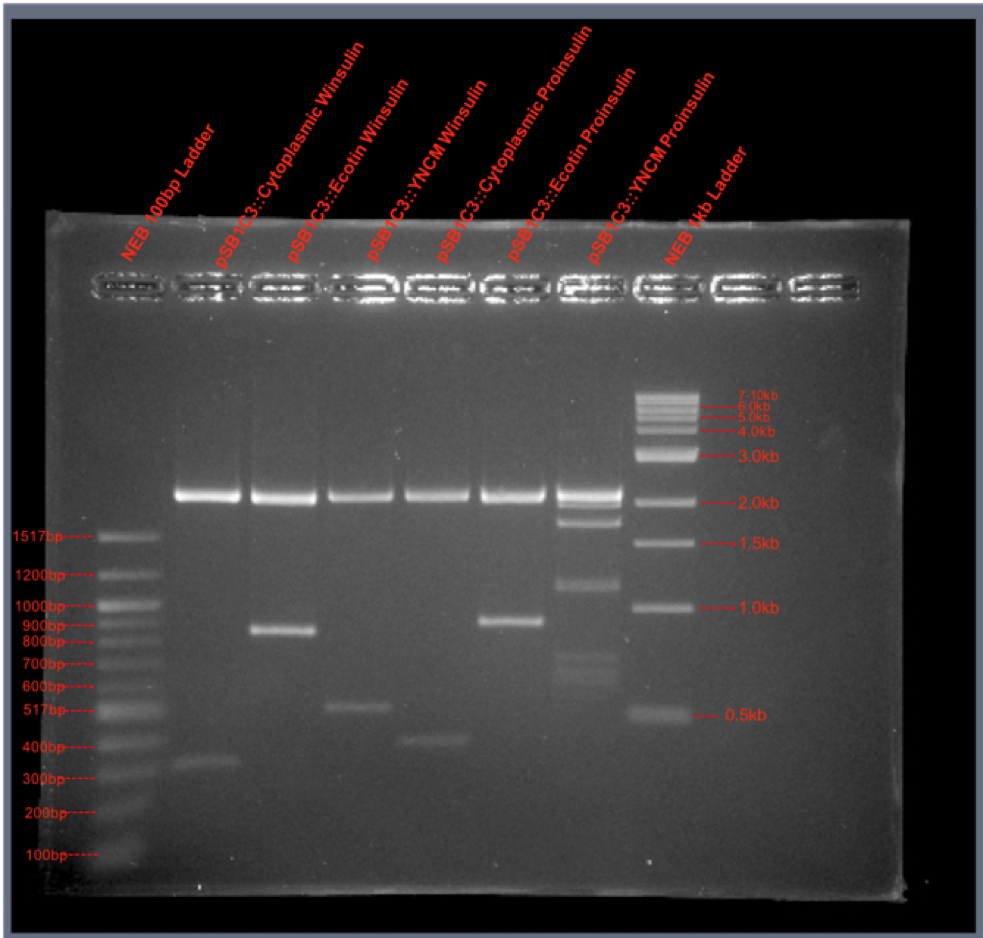 NEB 100bp Ladder
pSB1C3::Cytoplasmic Winsulin
pSB1C3::Ecotin Winsulin
pSB1C3::YNCM Winsulin
pSB1C3::Cytoplasmic Proinsulin
pSB1C3::Ecotin Proinsulin
pSB1C3::YNCM Proinsulin
NEB 1kb Ladder
7-10kb
6.0kb
5.0kb
4.0kb
3.0kb
2.0kb
1.5kb
1.0kb
0.5kb
1517bp
1200bp
1000bp
900bp
800bp
700bp
600bp
517bp
400bp
300bp
200bp
100bp